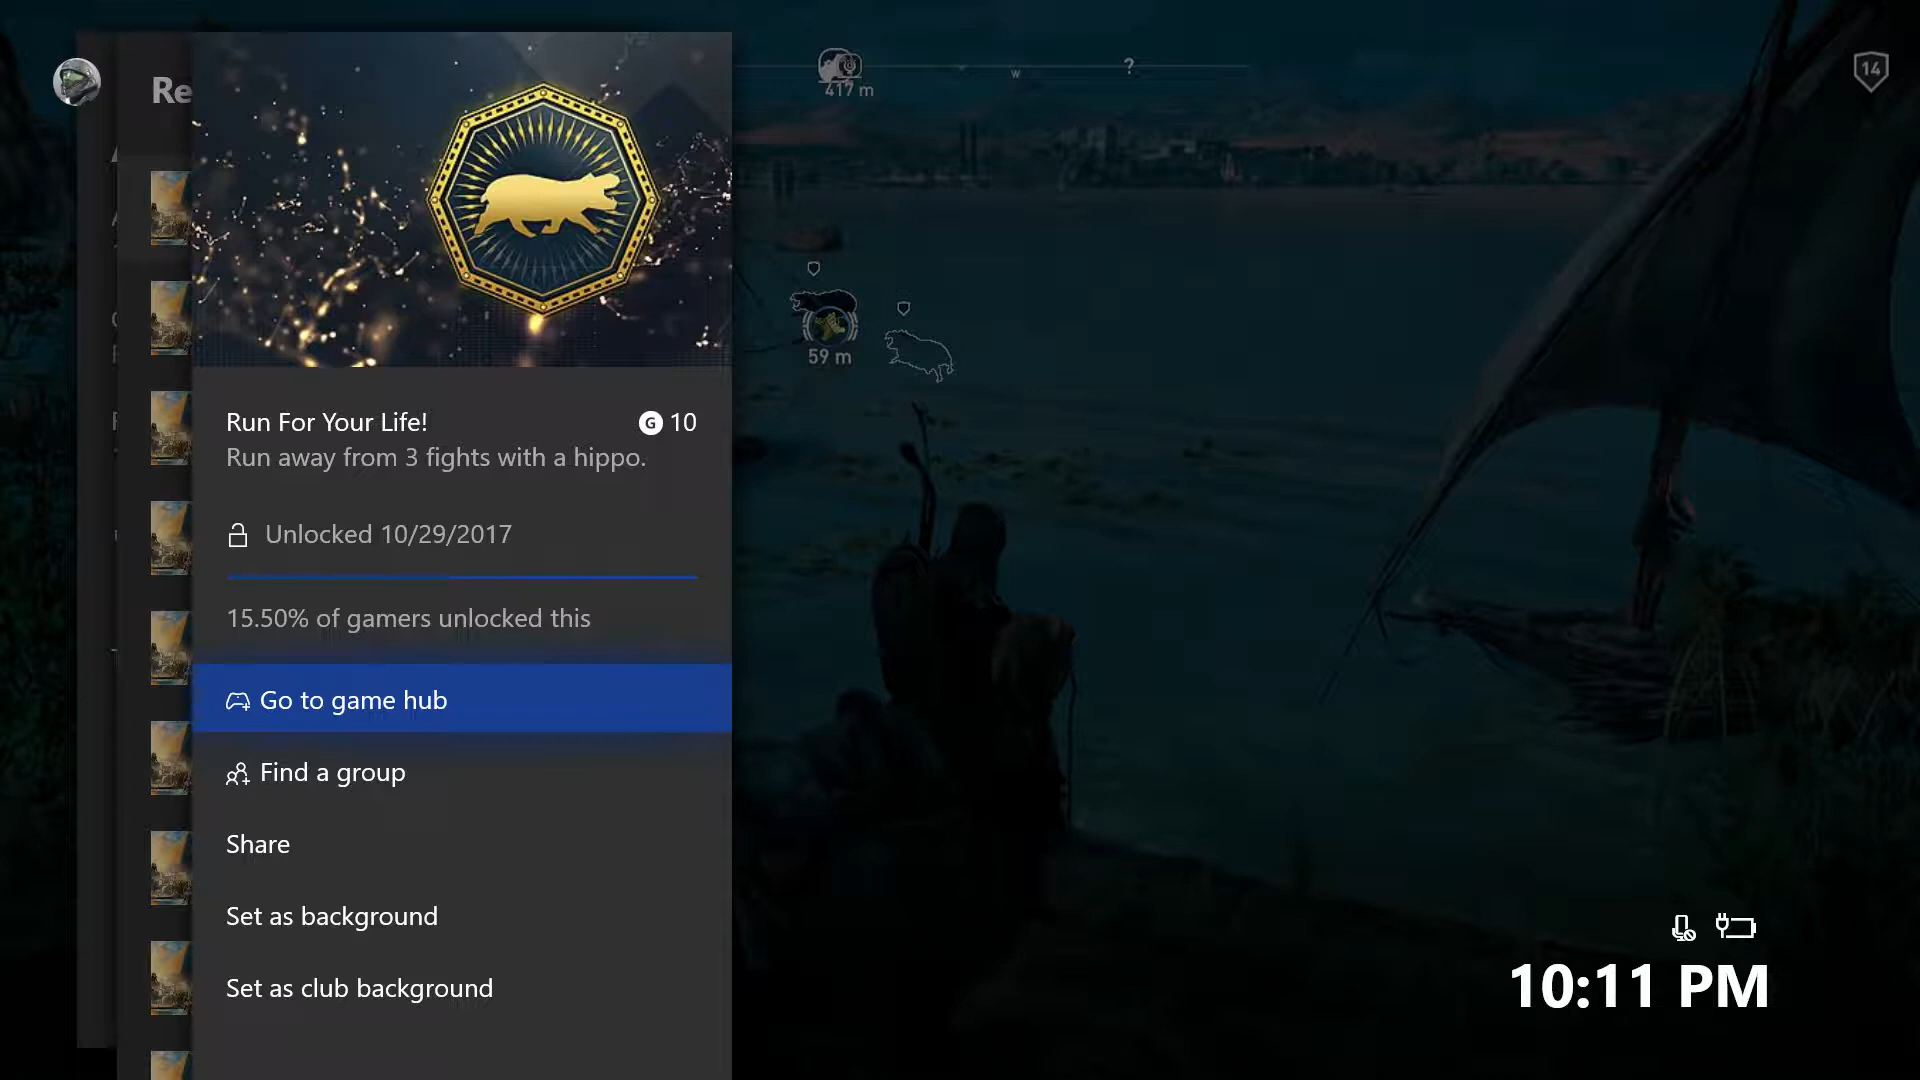 Re
417 m
W
?
14
59 m
Run For Your Life!
G 10
Run away from 3 fights with a hippo.
Unlocked 10/29/2017
15.50% of gamers unlocked this
Go to game hub
Find a group
Share
Set as background
Set as club background
10:11 PM